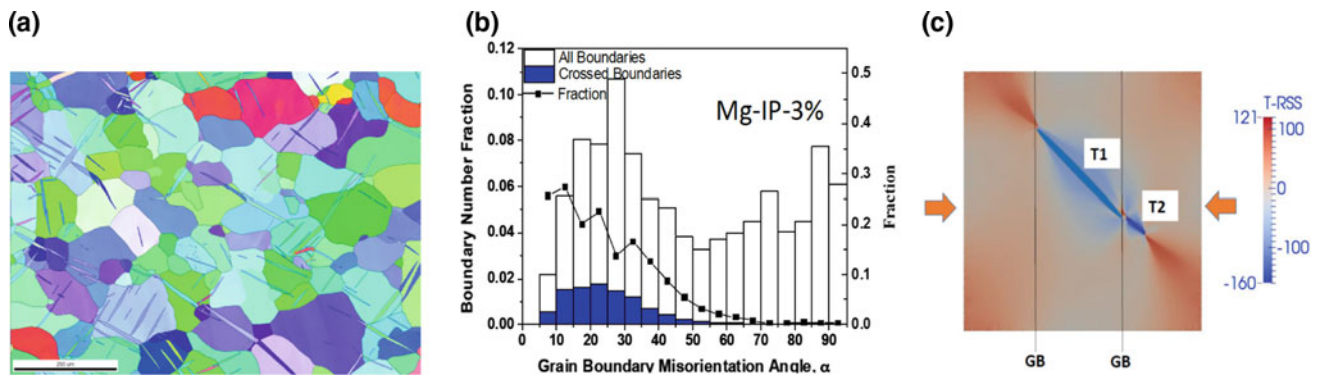 (a)
(b)
(c)
0.12
0.10
0.08
0.06
0.04
0.02
0.00
Boundary Number Fraction
All Boundaries
Crossed Boundaries
Fraction
Mg-IP-3%
0.5
0.4
0.3
0.2
0.1
0.0
Fraction
0 10 20 30 40 50 60 70 80 90
Grain Boundary Misorientation Angle, α
T1
T2
GB GB
T-RSS
121
100
0
-100
-160